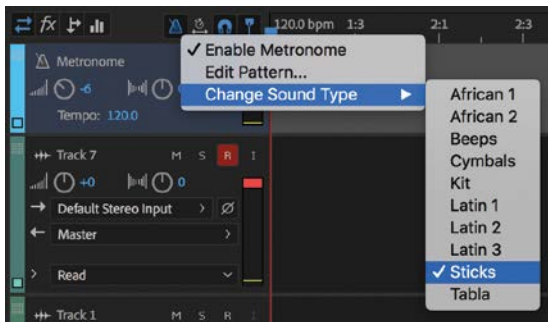 fx 120.0 bpm 1:3 2:1 2:3
Metronome
-6
Tempo: 120.0
✓ Enable Metronome
Edit Pattern...
Change Sound Type ▶
African 1
African 2
Beeps
Cymbals
Kit
Latin 1
Latin 2
Latin 3
✓ Sticks
Tabla
Track 7 M S R I
+0 0
Default Stereo Input >
Master >
> Read
Track 1 M S R I